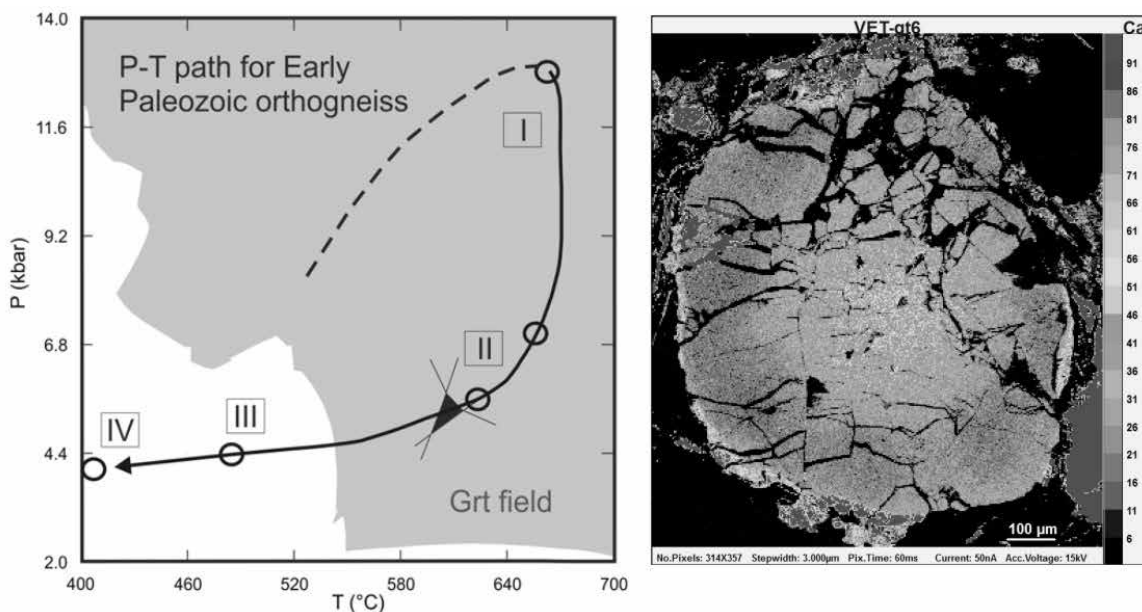 14.0
11.6
9.2
6.8
4.4
2.0
P (kbar)
P-T path for Early
Paleozoic orthogneiss
I
II
III
IV
Grt field
400
460
520
580
640
700
T (°C)
VET-gt6
Ca
91
86
81
76
71
66
61
56
51
46
41
36
31
26
21
16
11
6
100 µm
No.Pixels: 314X357 Stepwidth: 3.000µm Pix.Time: 60ms Current: 50nA Acc.Voltage: 15kV